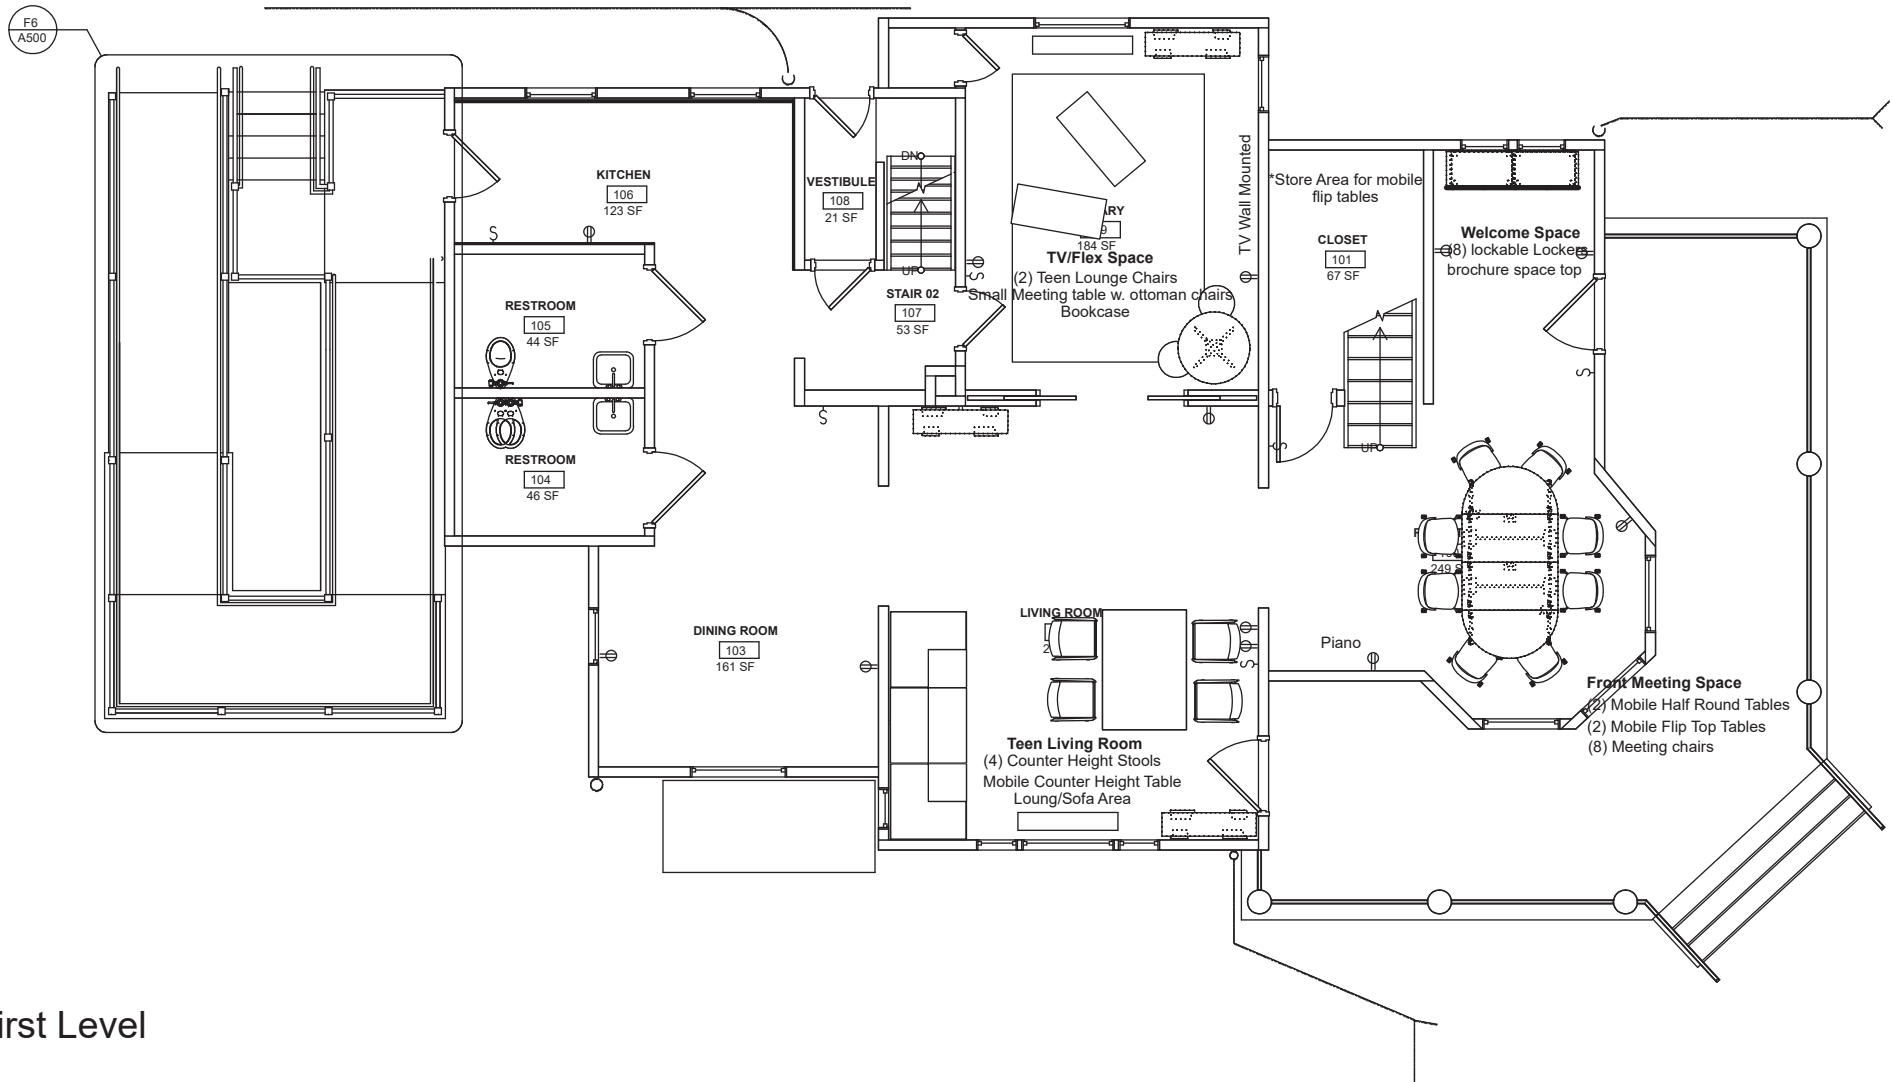 F6
A500
KITCHEN
106
123 SF
VESTIBULE
108
21 SF
DN
UP
STAIR 02
107
53 SF
184 SF
TV/Flex Space
(2) Teen Lounge Chairs
Small Meeting table w. ottoman chairs
Bookcase
TV Wall Mounted
*Store Area for mobile
flip tables
CLOSET
101
67 SF
Welcome Space
(8) lockable Lockers
brochure space top
UP
RESTROOM
105
44 SF
RESTROOM
104
46 SF
DINING ROOM
103
161 SF
LIVING ROOM
Teen Living Room
(4) Counter Height Stools
Mobile Counter Height Table
Loung/Sofa Area
249
Piano
Front Meeting Space
(2) Mobile Half Round Tables
(2) Mobile Flip Top Tables
(8) Meeting chairs
irst Level